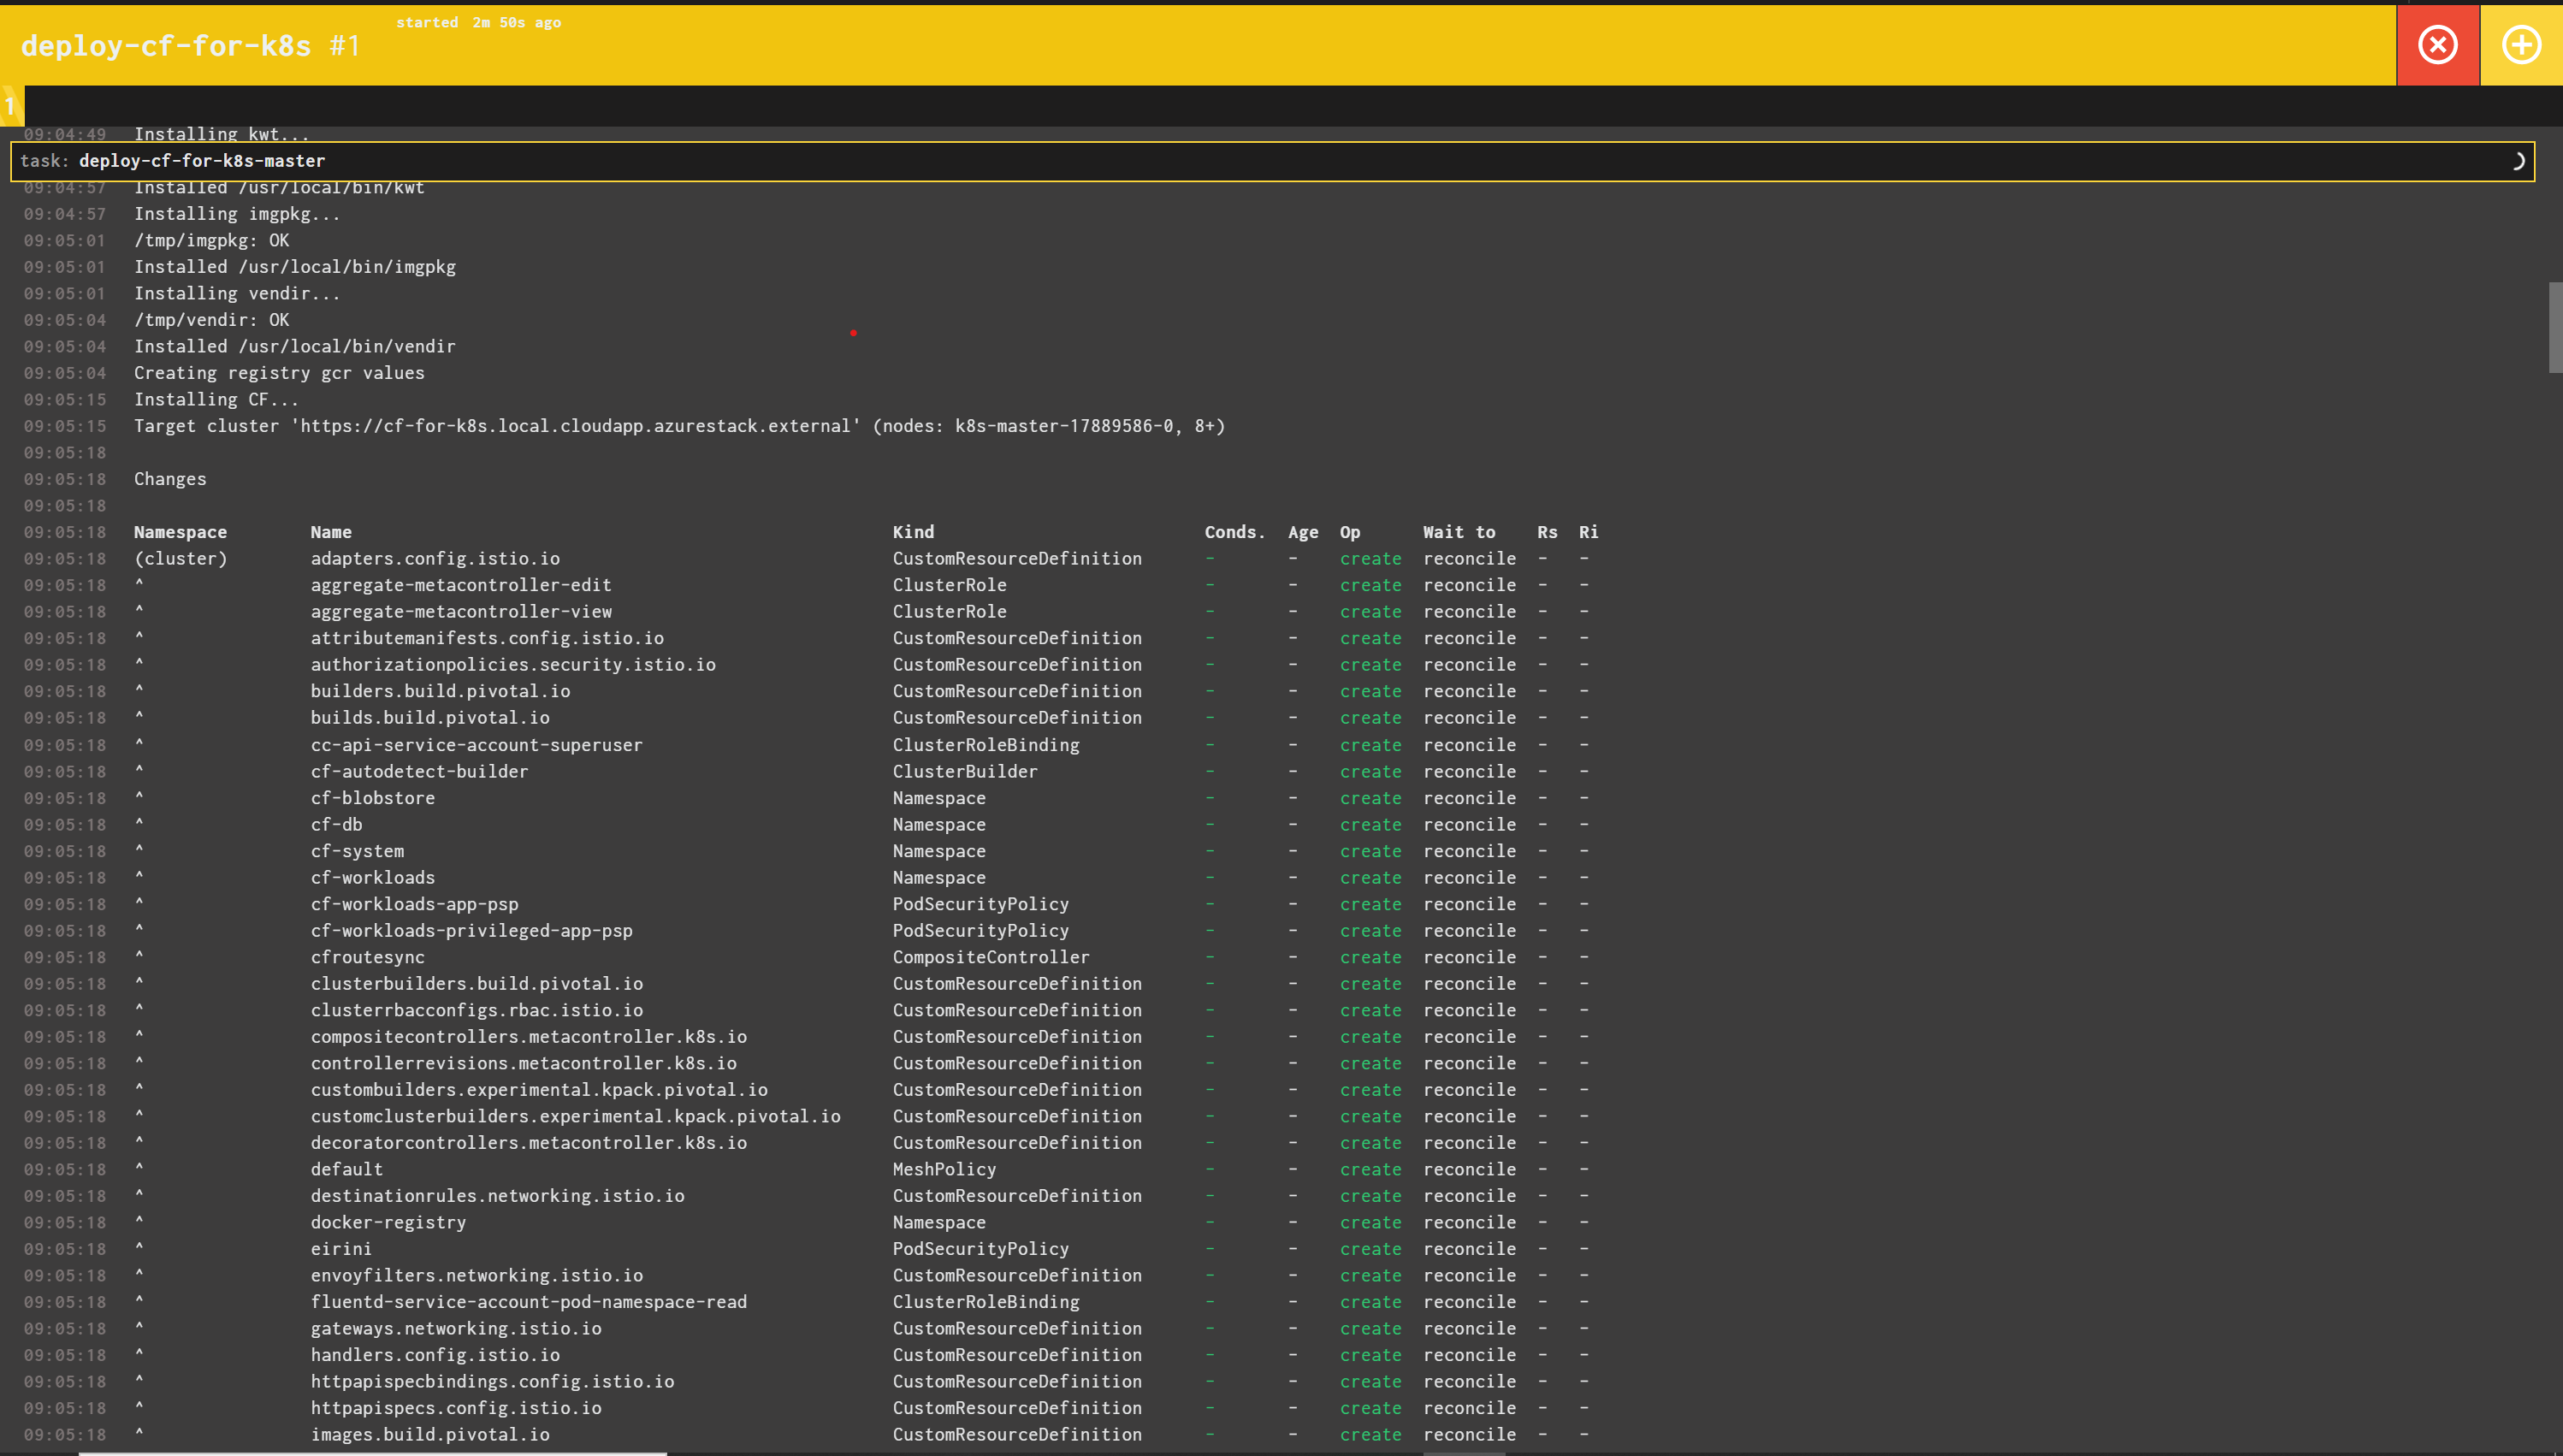 started 2m 50s ago
deploy-cf-for-k8s #1
1
09:04:49 Installing kwt...
task: deploy-cf-for-k8s-master
09:04:57 Installed /usr/local/bin/kwt
09:04:57 Installing imgpkg...
09:05:01 /tmp/imgpkg: OK
09:05:01 Installed /usr/local/bin/imgpkg
09:05:01 Installing vendir...
09:05:04 /tmp/vendir: OK
09:05:04 Installed /usr/local/bin/vendir
09:05:04 Creating registry gcr values
09:05:15 Installing CF...
09:05:15 Target cluster 'https://cf-for-k8s.local.cloudapp.azurestack.external' (nodes: k8s-master-17889586-0, 8+)
09:05:18
09:05:18 Changes
09:05:18
09:05:18 Namespace Name Kind Conds. Age Op Wait to Rs Ri
09:05:18 (cluster) adapters.config.istio.io CustomResourceDefinition - - create reconcile - -
09:05:18 ^ aggregate-metacontroller-edit ClusterRole - - create reconcile - -
09:05:18 ^ aggregate-metacontroller-view ClusterRole - - create reconcile - -
09:05:18 ^ attributemanifests.config.istio.io CustomResourceDefinition - - create reconcile - -
09:05:18 ^ authorizationpolicies.security.istio.io CustomResourceDefinition - - create reconcile - -
09:05:18 ^ builders.build.pivotal.io CustomResourceDefinition - - create reconcile - -
09:05:18 ^ builds.build.pivotal.io CustomResourceDefinition - - create reconcile - -
09:05:18 ^ cc-api-service-account-superuser ClusterRoleBinding - - create reconcile - -
09:05:18 ^ cf-autodetect-builder ClusterBuilder - - create reconcile - -
09:05:18 ^ cf-blobstore Namespace - - create reconcile - -
09:05:18 ^ cf-db Namespace - - create reconcile - -
09:05:18 ^ cf-system Namespace - - create reconcile - -
09:05:18 ^ cf-workloads Namespace - - create reconcile - -
09:05:18 ^ cf-workloads-app-psp PodSecurityPolicy - - create reconcile - -
09:05:18 ^ cf-workloads-privileged-app-psp PodSecurityPolicy - - create reconcile - -
09:05:18 ^ cfroutesync CompositeController - - create reconcile - -
09:05:18 ^ clusterbuilders.build.pivotal.io CustomResourceDefinition - - create reconcile - -
09:05:18 ^ clusterrbacconfigs.rbac.istio.io CustomResourceDefinition - - create reconcile - -
09:05:18 ^ compositecontrollers.metacontroller.k8s.io CustomResourceDefinition - - create reconcile - -
09:05:18 ^ controllerrevisions.metacontroller.k8s.io CustomResourceDefinition - - create reconcile - -
09:05:18 ^ custombuilders.experimental.kpack.pivotal.io CustomResourceDefinition - - create reconcile - -
09:05:18 ^ customclusterbuilders.experimental.kpack.pivotal.io CustomResourceDefinition - - create reconcile - -
09:05:18 ^ decoratorcontrollers.metacontroller.k8s.io CustomResourceDefinition - - create reconcile - -
09:05:18 ^ default MeshPolicy - - create reconcile - -
09:05:18 ^ destinationrules.networking.istio.io CustomResourceDefinition - - create reconcile - -
09:05:18 ^ docker-registry Namespace - - create reconcile - -
09:05:18 ^ eirini PodSecurityPolicy - - create reconcile - -
09:05:18 ^ envoyfilters.networking.istio.io CustomResourceDefinition - - create reconcile - -
09:05:18 ^ fluentd-service-account-pod-namespace-read ClusterRoleBinding - - create reconcile - -
09:05:18 ^ gateways.networking.istio.io CustomResourceDefinition - - create reconcile - -
09:05:18 ^ handlers.config.istio.io CustomResourceDefinition - - create reconcile - -
09:05:18 ^ httpapispecbindings.config.istio.io CustomResourceDefinition - - create reconcile - -
09:05:18 ^ httpapispecs.config.istio.io CustomResourceDefinition - - create reconcile - -
09:05:18 ^ images.build.pivotal.io CustomResourceDefinition - - create reconcile - -